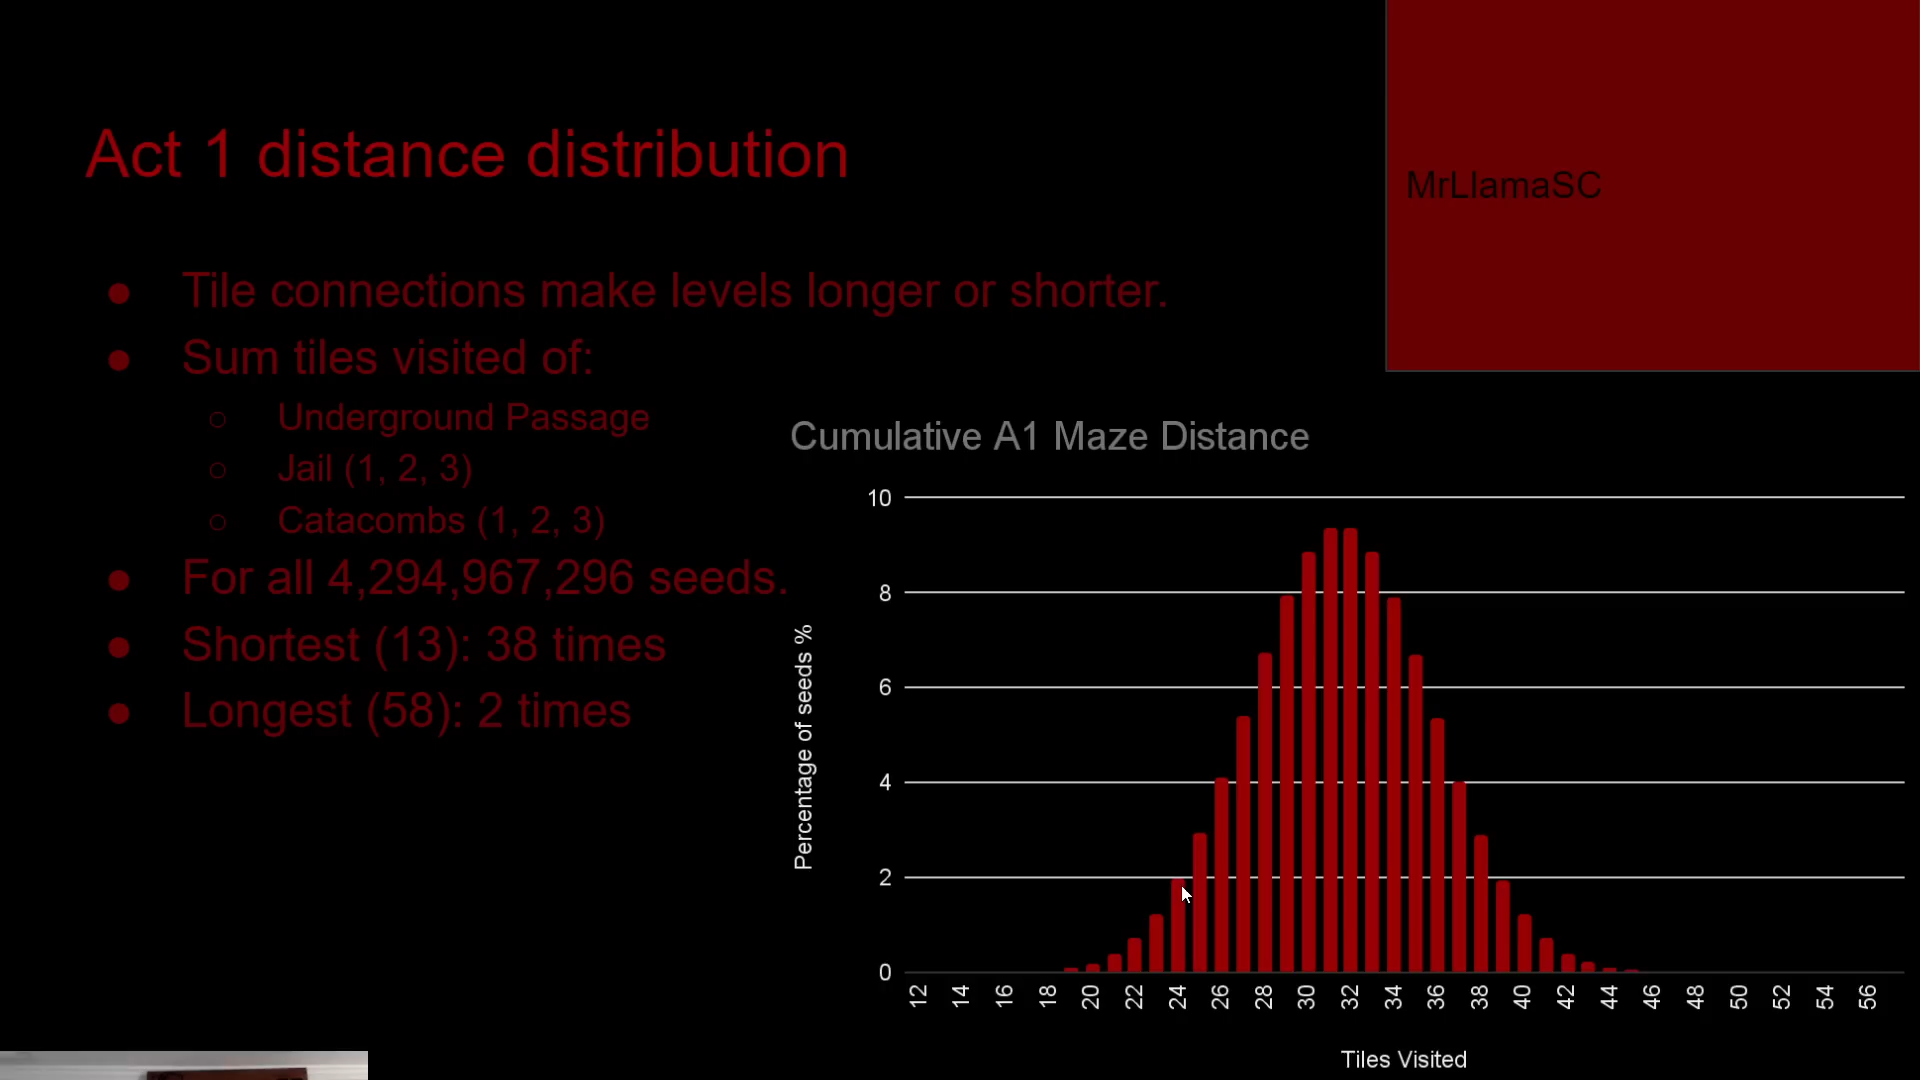 Act 1 distance distribution
MrLlamaSC
● Tile connections make levels longer or shorter.
● Sum tiles visited of:
○ Underground Passage
○ Jail (1, 2, 3)
○ Catacombs (1, 2, 3)
● For all 4,294,967,296 seeds.
● Shortest (13): 38 times
● Longest (58): 2 times
Cumulative A1 Maze Distance
Percentage of seeds %
10
8
6
4
2
0
12 14 16 18 20 22 24 26 28 30 32 34 36 38 40 42 44 46 48 50 52 54 56
Tiles Visited